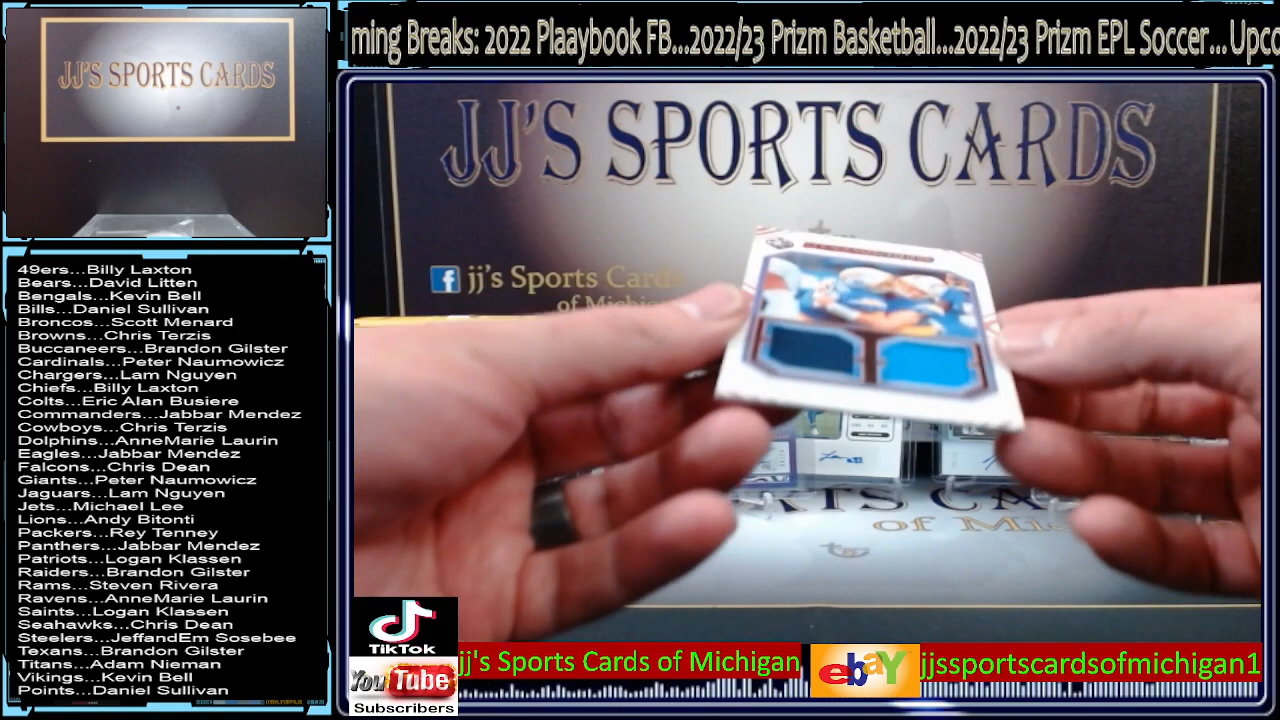 JJ'S SPORTS CARDS
ming Breaks: 2022 Plaaybook FB...2022/23 Prizm Basketball...2022/23 Prizm EPL Soccer...Upco
JJ'S SPORTS CARDS
f jj's Sports Cards
of Michigan
49ers...Billy Laxton
Bears...David Litten
Bengals...Kevin Bell
Bills...Daniel Sullivan
Broncos...Scott Menard
Browns...Chris Terzis
Buccaneers...Brandon Gilster
Cardinals...Peter Naumowicz
Chargers...Lam Nguyen
Chiefs...Billy Laxton
Colts...Eric Alan Busiere
Commanders...Jabbar Mendez
Cowboys...Chris Terzis
Dolphins...AnneMarie Laurin
Eagles...Jabbar Mendez
Falcons...Chris Dean
Giants...Peter Naumowicz
Jaguars...Lam Nguyen
Jets...Michael Lee
Lions...Andy Bitonti
Packers...Rey Tenney
Panthers...Jabbar Mendez
Patriots...Logan Klassen
Raiders...Brandon Gilster
Rams...Steven Rivera
Ravens...AnneMarie Laurin
Saints...Logan Klassen
Seahawks...Chris Dean
Steelers...JeffandEm Sosebee
Texans...Brandon Gilster
Titans...Adam Nieman
Vikings...Kevin Bell
Points...Daniel Sullivan
RTS CA
of Mi
TikTok
YouTube
Subscribers
jj's Sports Cards of Michigan
ebaY
jjssportscardsofmichigan1